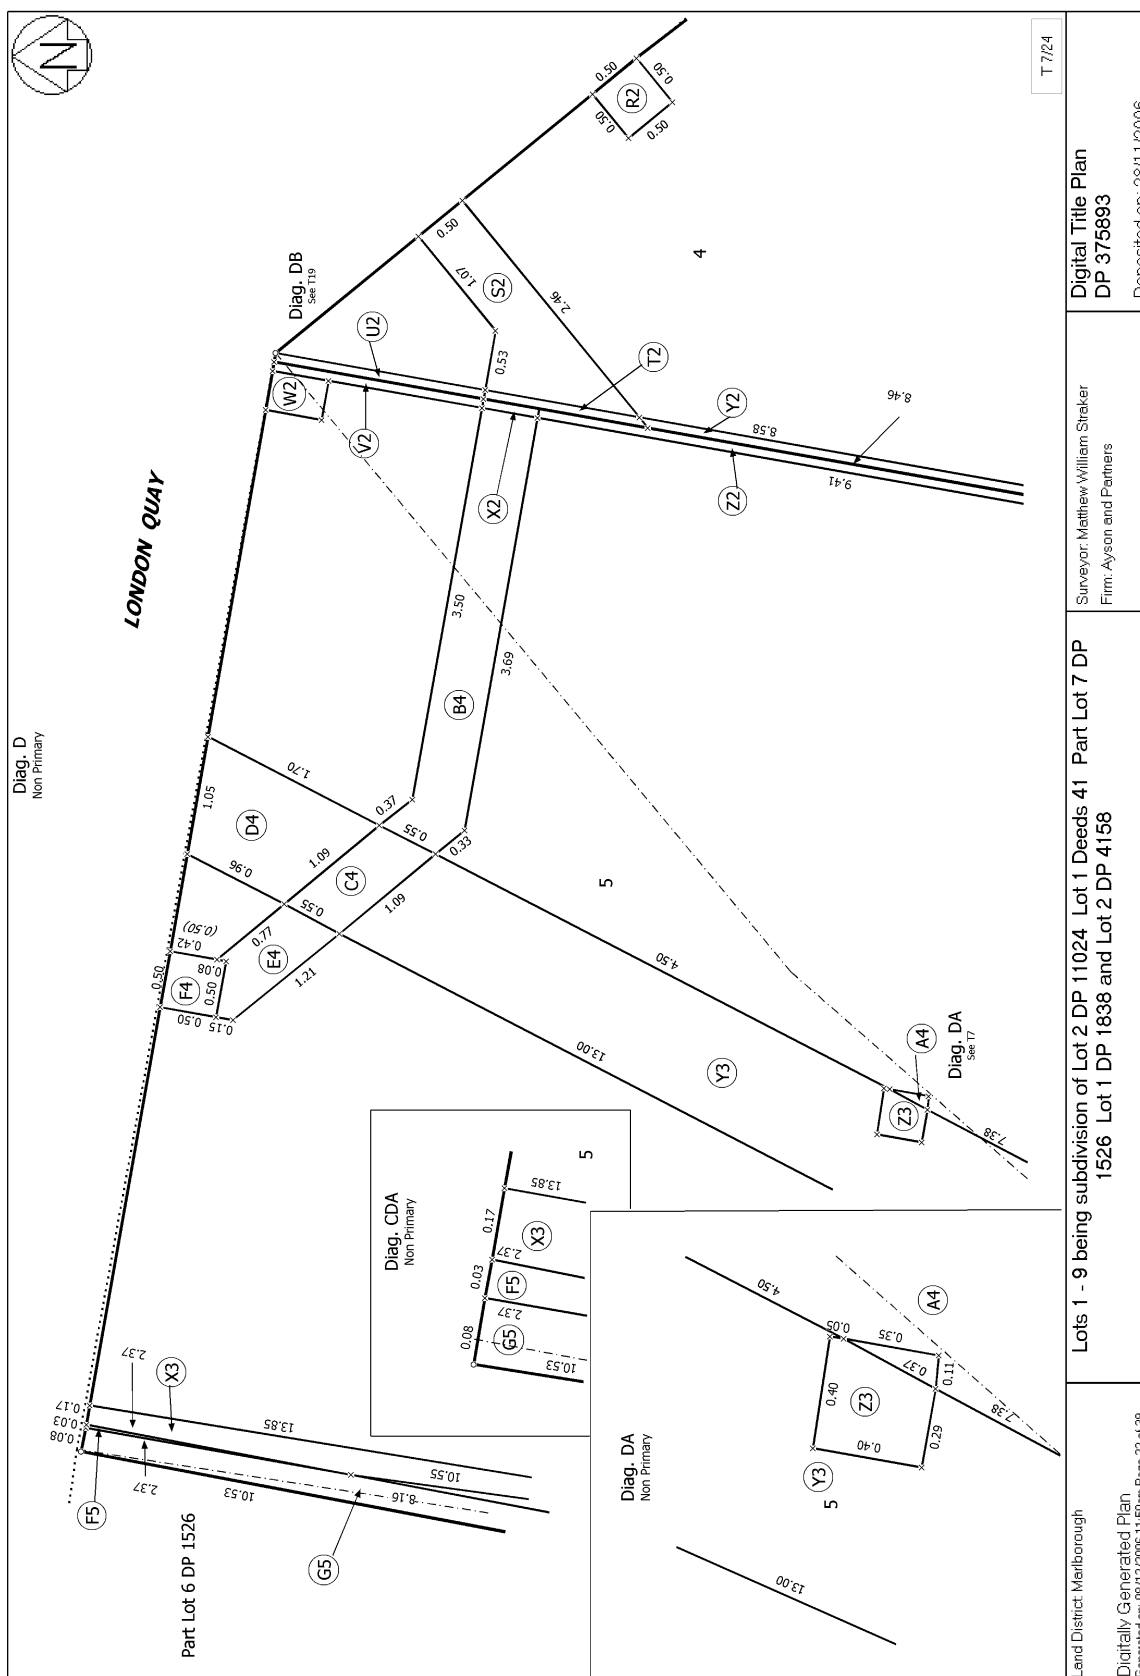 Diag. D
Non Primary
T 7/24
N
LONDON QUAY
Diag. DB
See T19
0.50
0.50
R2
0.50
0.50
0.50
1.07
S2
2.46
4
U2
0.53
W2
V2
T2
Y2
8.58
8.46
X2
Z2
9.41
3.50
B4
3.69
1.05
1.70
D4
0.37
0.55
0.33
0.96
1.09
C4
1.09
0.55
5
(0.50)
0.42
0.77
0.08
E4
0.50
F4
0.50
1.21
0.50
0.15
4.50
13.00
Y3
A4
Diag. DA
See T7
Z3
7.38
0.17
0.03
0.08
2.37
X3
F5
2.37
13.85
10.55
10.53
8.16
G5
Part Lot 6 DP 1526
Diag. CDA
Non Primary
5
13.85
0.17
X3
2.37
0.03
F5
2.37
0.08
G5
10.53
Diag. DA
Non Primary
4.50
A4
0.05
0.35
0.37
0.11
0.40
Z3
7.38
0.40
0.29
Y3
5
13.00
Land District: Marlborough
Digitally Generated Plan
Lots 1 - 9 being subdivision of Lot 2 DP 11024 Lot 1 Deeds 41 Part Lot 7 DP
1526 Lot 1 DP 1838 and Lot 2 DP 4158
Surveyor: Matthew William Straker
Firm: Ayson and Partners
Digital Title Plan
DP 375893